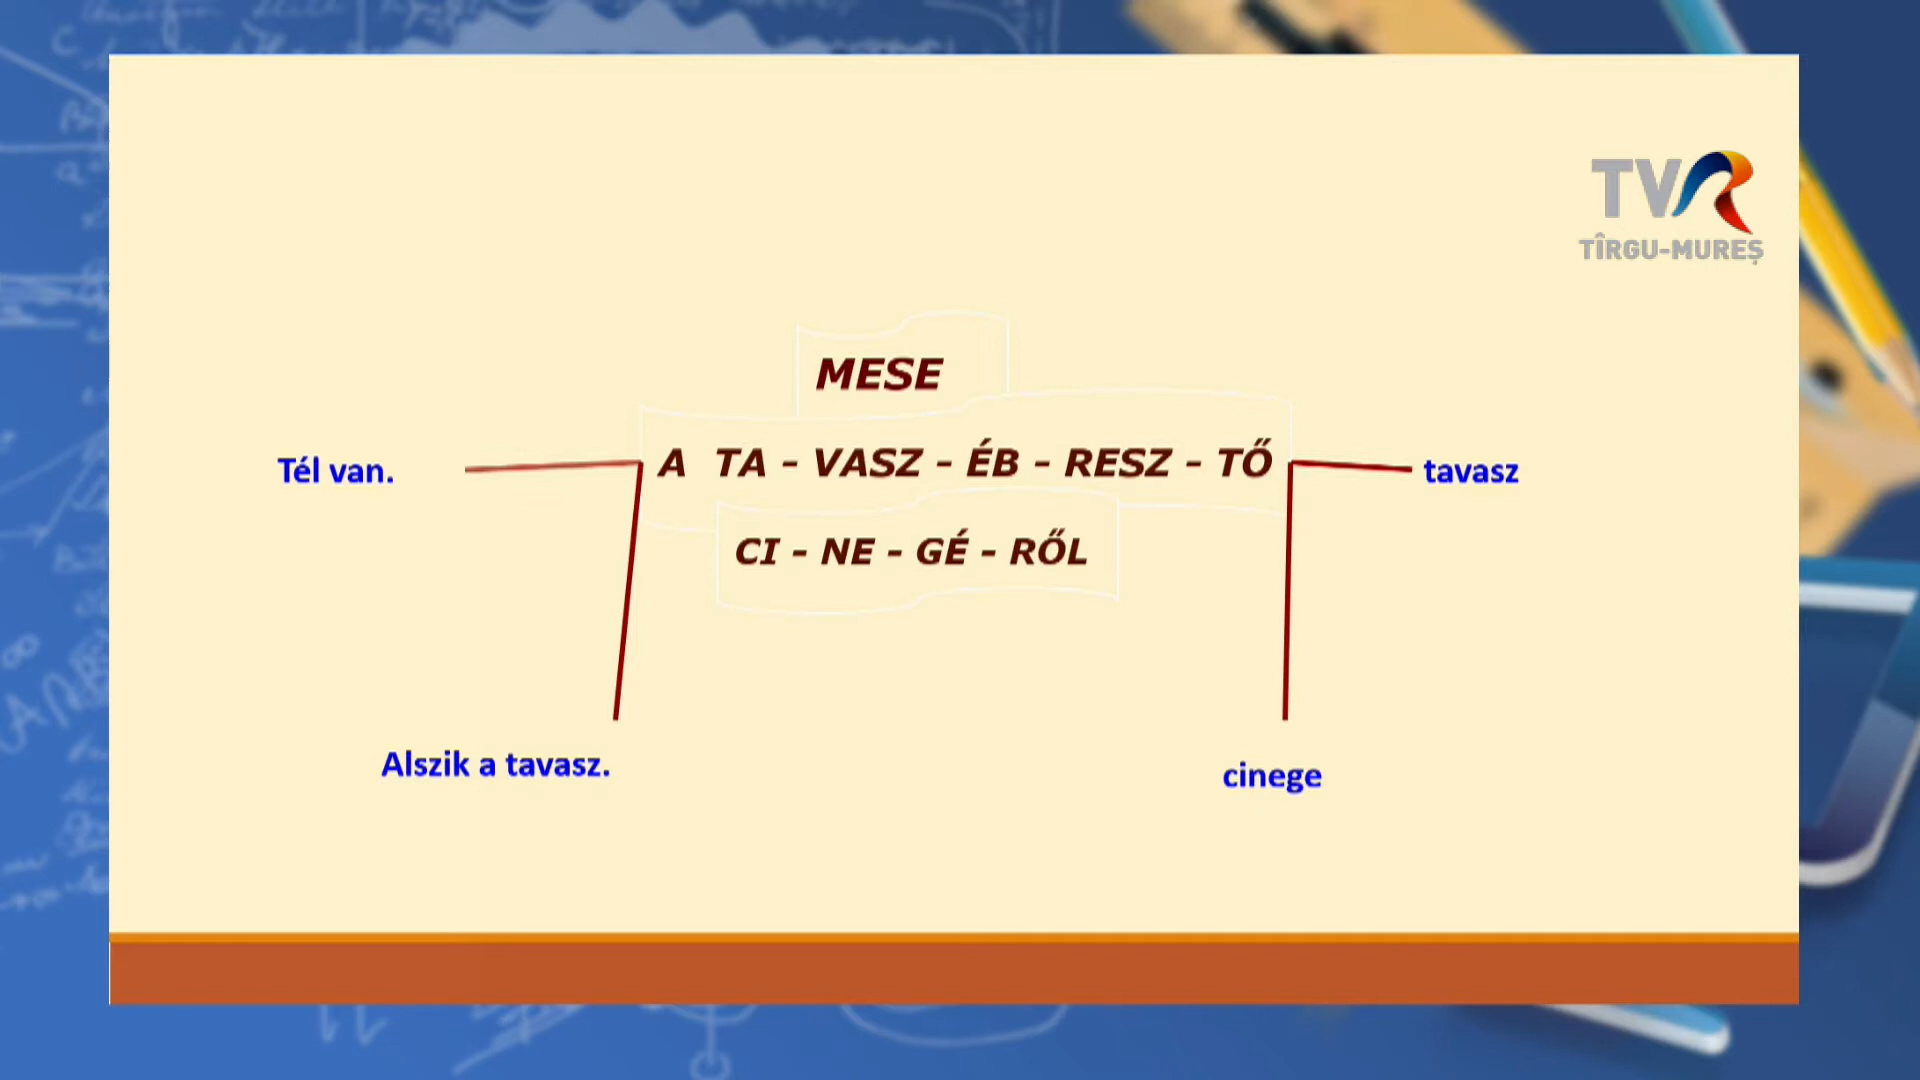 TVR
TÎRGU-MUREȘ
MESE
A TA - VASZ - ÉB - RESZ - TŐ
CI - NE - GÉ - RŐL
Tél van.
tavasz
Alszik a tavasz.
cinege